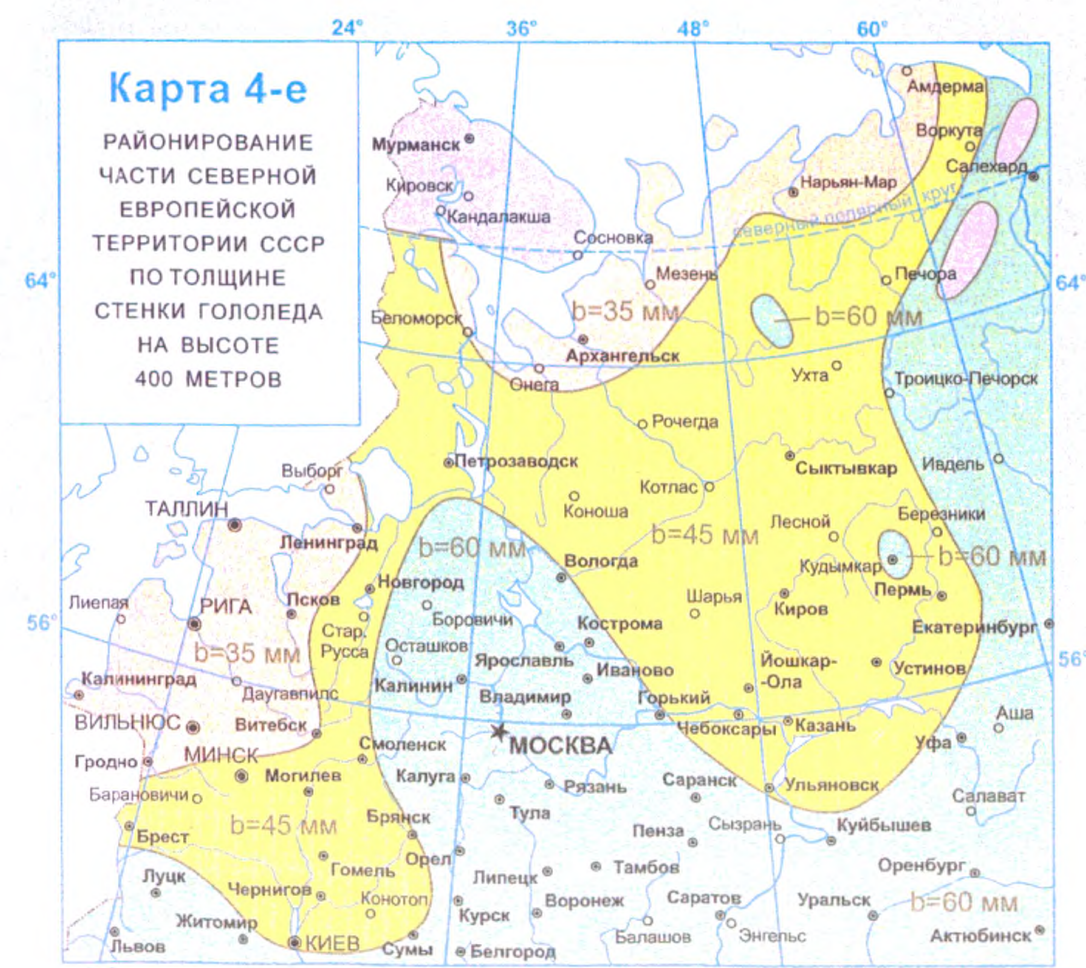 24° 36° 48° 60°
Карта 4-е
РАЙОНИРОВАНИЕ
ЧАСТИ СЕВЕРНОЙ
ЕВРОПЕЙСКОЙ
ТЕРРИТОРИИ СССР
ПО ТОЛЩИНЕ
СТЕНКИ ГОЛОЛЕДА
НА ВЫСОТЕ
400 МЕТРОВ
Амдерма
Воркута
Мурманск
Салехард
Кировск
Нарьян-Мар
Кандалакша
северный полярный круг
Сосновка
Мезень
Печора
64°
64°
b=35 мм
b=60 мм
Беломорск
Архангельск
Онега
Ухта
Троицко-Печорск
Рочегда
Петрозаводск
Сыктывкар
Ивдель
Выборг
Котлас
Коноша
ТАЛЛИН
Лесной
Березники
Ленинград
b=60 мм
b=45 мм
b=60 мм
Вологда
Кудымкар
Новгород
Пермь
Лиепая
РИГА
Псков
Боровичи
Шарья
Киров
56°
Стар.
Русса
Кострома
Екатеринбург
Осташков
b=35 мм
Ярославль
Йошкар-
-Ола
Устинов
56°
Калининград
Даугавпилс
Калинин
Иваново
Владимир
Горький
ВИЛЬНЮС
Витебск
Чебоксары
Казань
Аша
МОСКВА
Уфа
Смоленск
Гродно
МИНСК
Могилев
Калуга
Рязань
Саранск
Ульяновск
Барановичи
Тула
Салават
Брест
b=45 мм
Брянск
Пенза
Сызрань
Куйбышев
Орел
Гомель
Липецк
Тамбов
Оренбург
Луцк
Чернигов
Конотоп
Курск
Воронеж
Саратов
Уральск
b=60 мм
Житомир
Львов
КИЕВ
Сумы
Белгород
Балашов
Энгельс
Актюбинск